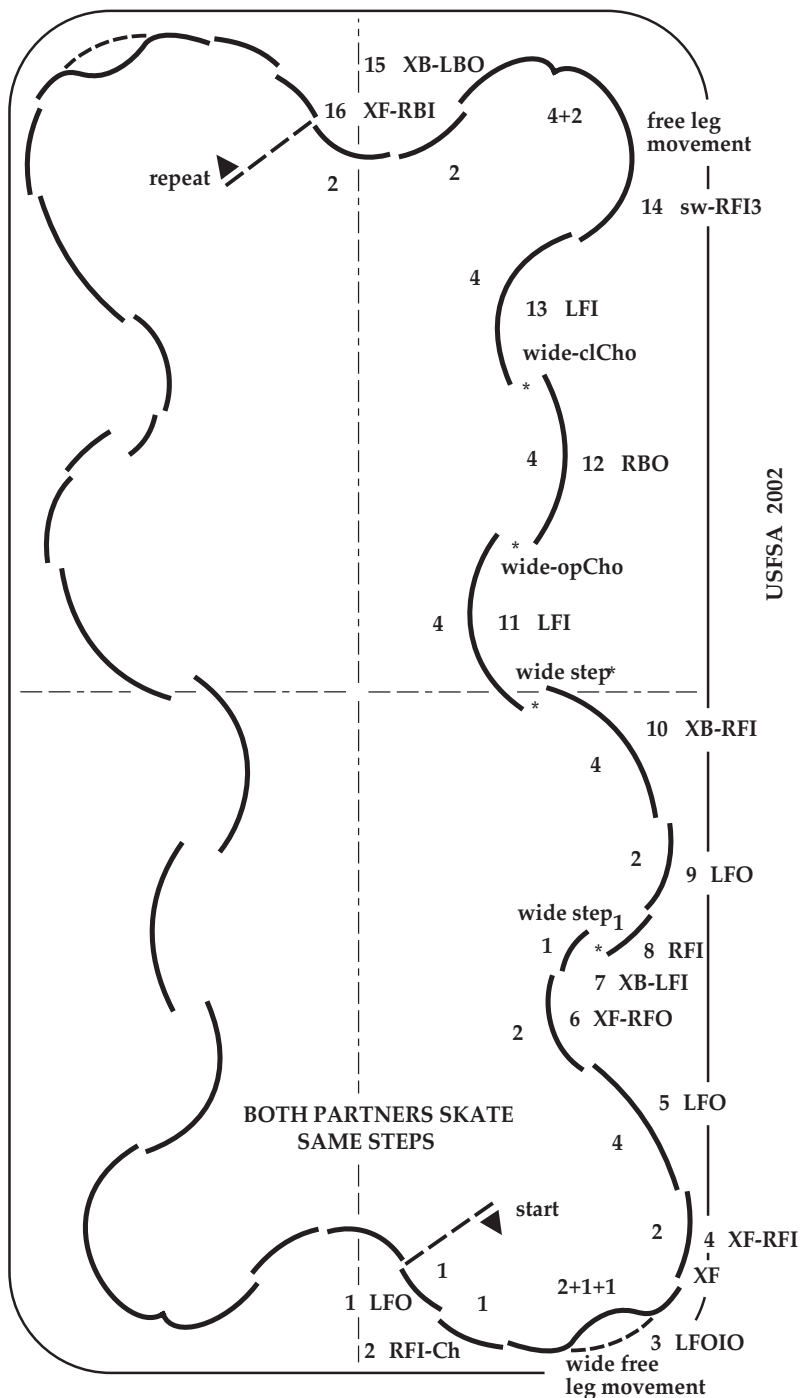 15 XB-LBO
16 XF-RBI
4+2
free leg
movement
repeat
2
2
14 sw-RFI3
4
13 LFI
wide-clCho
*
4
12 RBO
*
wide-opCho
USFSA 2002
4
11 LFI
wide step*
*
10 XB-RFI
4
2
9 LFO
wide step
1
1
*
8 RFI
7 XB-LFI
6 XF-RFO
2
5 LFO
BOTH PARTNERS SKATE
SAME STEPS
4
start
2
4 XF-RFI
XF
1
2+1+1
1 LFO
1
3 LFOIO
2 RFI-Ch
wide free
leg movement